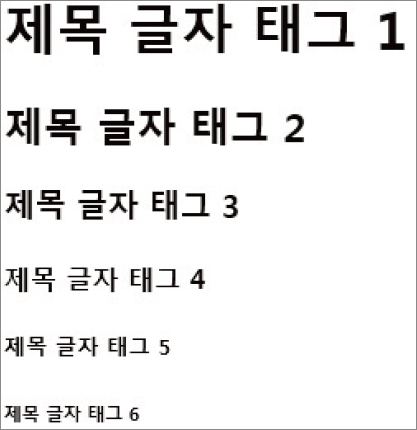 제목 글자 태그 1
제목 글자 태그 2
제목 글자 태그 3
제목 글자 태그 4
제목 글자 태그 5
제목 글자 태그 6